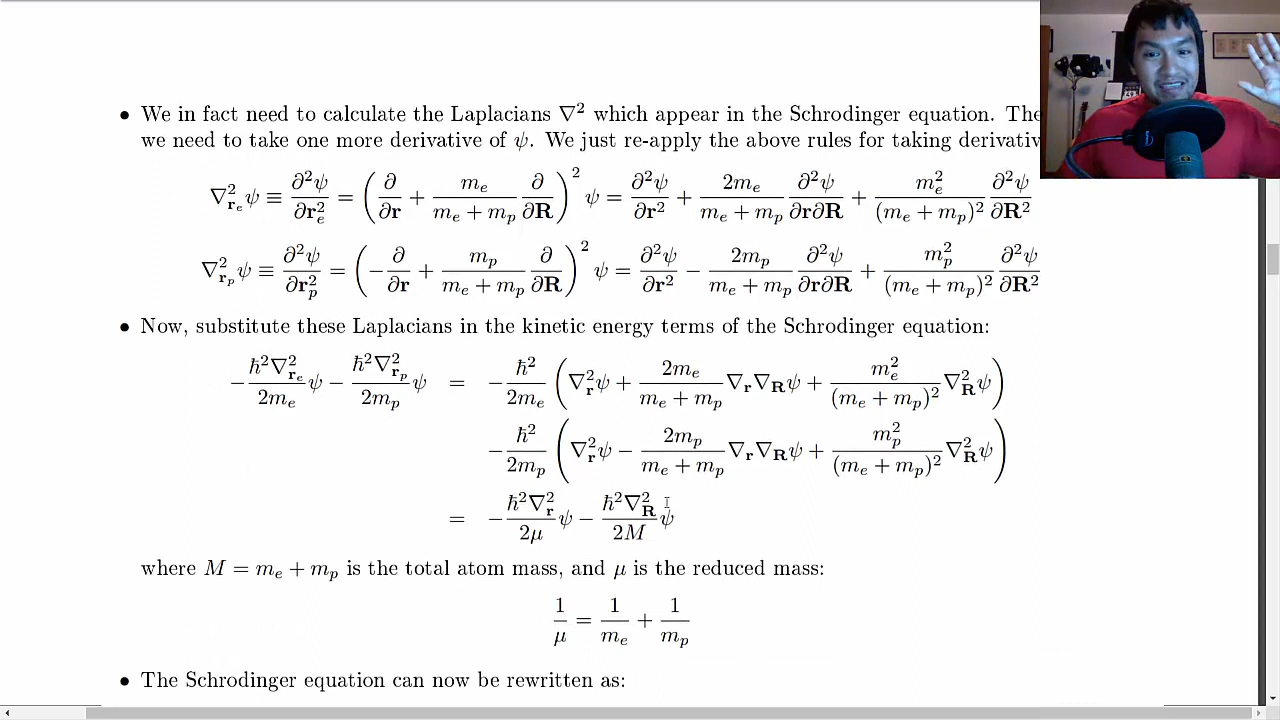 • We in fact need to calculate the Laplacians ∇² which appear in the Schrodinger equation. The
we need to take one more derivative of ψ. We just re-apply the above rules for taking
∇²_{𝐫_e} ψ ≡ ∂²ψ/∂𝐫_e² = (∂/∂𝐫 + m_e/(m_e + m_p) ∂/∂𝐑)² ψ = ∂²ψ/∂𝐫² + 2m_e/(m_e + m_p) ∂²ψ/∂𝐫∂𝐑 + m_e²/(m_e + m_p)² ∂²ψ/∂𝐑²
∇²_{𝐫_p} ψ ≡ ∂²ψ/∂𝐫_p² = (−∂/∂𝐫 + m_p/(m_e + m_p) ∂/∂𝐑)² ψ = ∂²ψ/∂𝐫² − 2m_p/(m_e + m_p) ∂²ψ/∂𝐫∂𝐑 + m_p²/(m_e + m_p)² ∂²ψ/∂𝐑²
• Now, substitute these Laplacians in the kinetic energy terms of the Schrodinger equation:
−ℏ²∇²_{𝐫_e}/2m_e ψ − ℏ²∇²_{𝐫_p}/2m_p ψ = −ℏ²/2m_e (∇²_𝐫 ψ + 2m_e/(m_e + m_p) ∇_𝐫∇_𝐑 ψ + m_e²/(m_e + m_p)² ∇²_𝐑 ψ)
−ℏ²/2m_p (∇²_𝐫 ψ − 2m_p/(m_e + m_p) ∇_𝐫∇_𝐑 ψ + m_p²/(m_e + m_p)² ∇²_𝐑 ψ)
= −ℏ²∇²_𝐫/2μ ψ − ℏ²∇²_𝐑/2M ψ
where M = m_e + m_p is the total atom mass, and μ is the reduced mass:
1/μ = 1/m_e + 1/m_p
• The Schrodinger equation can now be rewritten as: